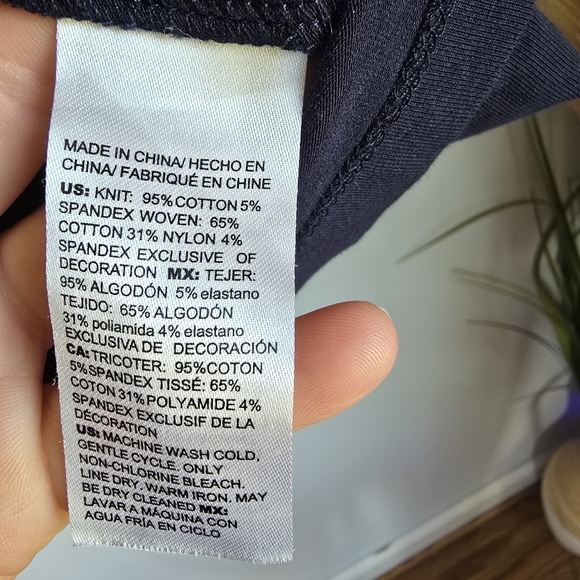 MADE IN CHINA/ HECHO EN
CHINA/ FABRIQUÉ EN CHINE
US: KNIT: 95% COTTON 5%
SPANDEX WOVEN: 65%
COTTON 31% NYLON 4%
SPANDEX EXCLUSIVE OF
DECORATION MX: TEJER:
95% ALGODÓN 5% elastano
TEJIDO: 65% ALGODÓN
31% poliamida 4% elastano
EXCLUSIVA DE DECORACIÓN
CA: TRICOTER: 95%COTON
5%SPANDEX TISSÉ: 65%
COTON 31% POLYAMIDE 4%
SPANDEX EXCLUSIF DE LA
DÉCORATION
US: MACHINE WASH COLD,
GENTLE CYCLE. ONLY
NON-CHLORINE BLEACH.
LINE DRY. WARM IRON. MAY
BE DRY CLEANED MX:
LAVAR A MÁQUINA CON
AGUA FRÍA EN CICLO